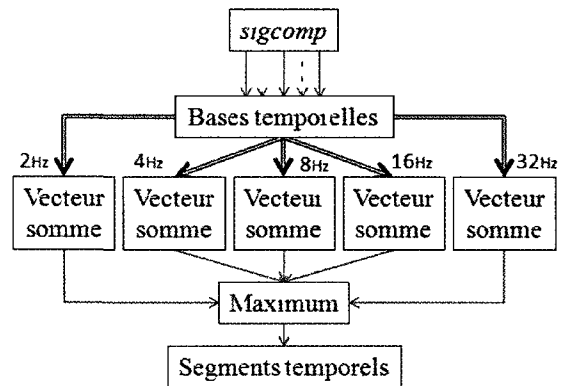 sigcomp
Bases temporelles
2Hz
4Hz
8Hz
16Hz
32Hz
Vecteur somme
Vecteur somme
Vecteur somme
Vecteur somme
Vecteur somme
Maximum
Segments temporels